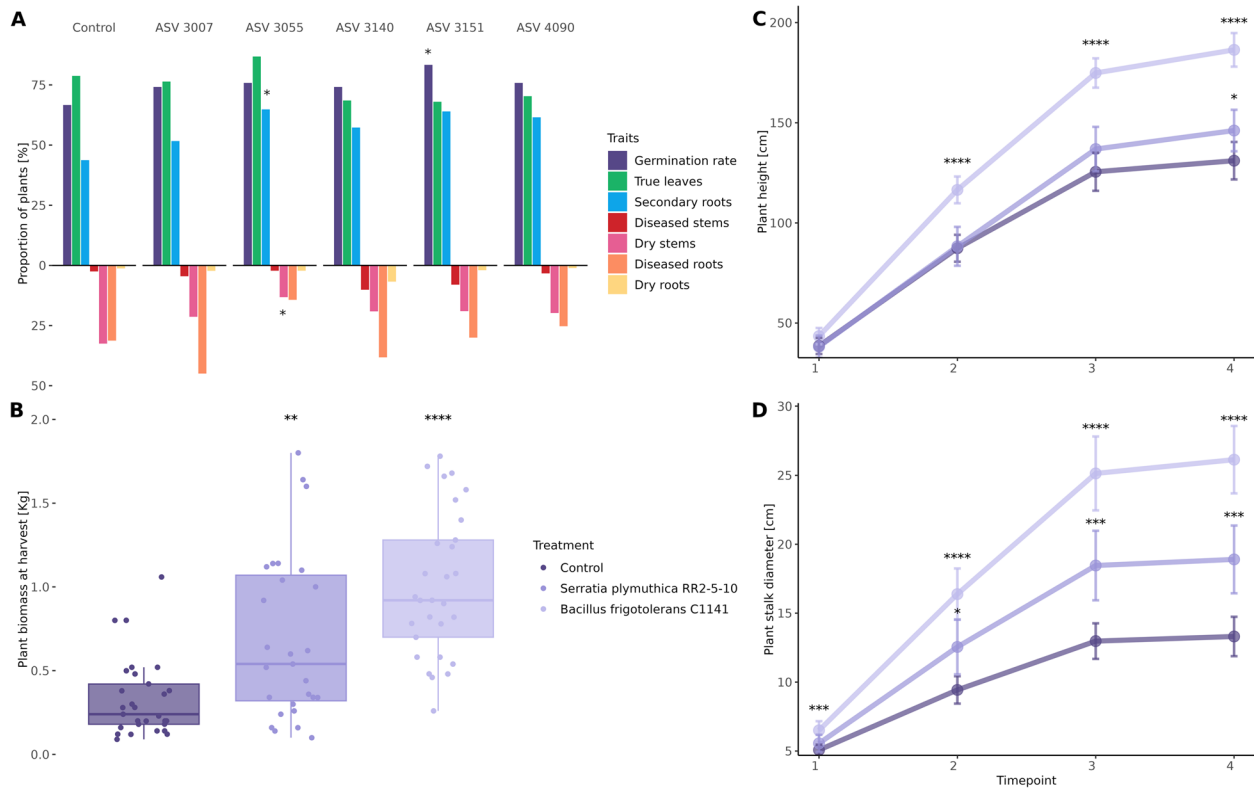 A
Control
ASV 3007
ASV 3055
ASV 3140
ASV 3151
ASV 4090
Proportion of plants [%]
75
50
25
0
25
50
*
*
*
Traits
Germination rate
True leaves
Secondary roots
Diseased stems
Dry stems
Diseased roots
Dry roots
B
Plant biomass at harvest [Kg]
2.0
1.5
1.0
0.5
0.0
**
****
Treatment
Control
Serratia plymuthica RR2-5-10
Bacillus frigotolerans C1141
C
Plant height [cm]
200
150
100
50
****
****
****
*
1
2
3
4
D
Plant stalk diameter [cm]
30
25
20
15
10
5
***
****
*
****
***
****
***
1
2
3
4
Timepoint